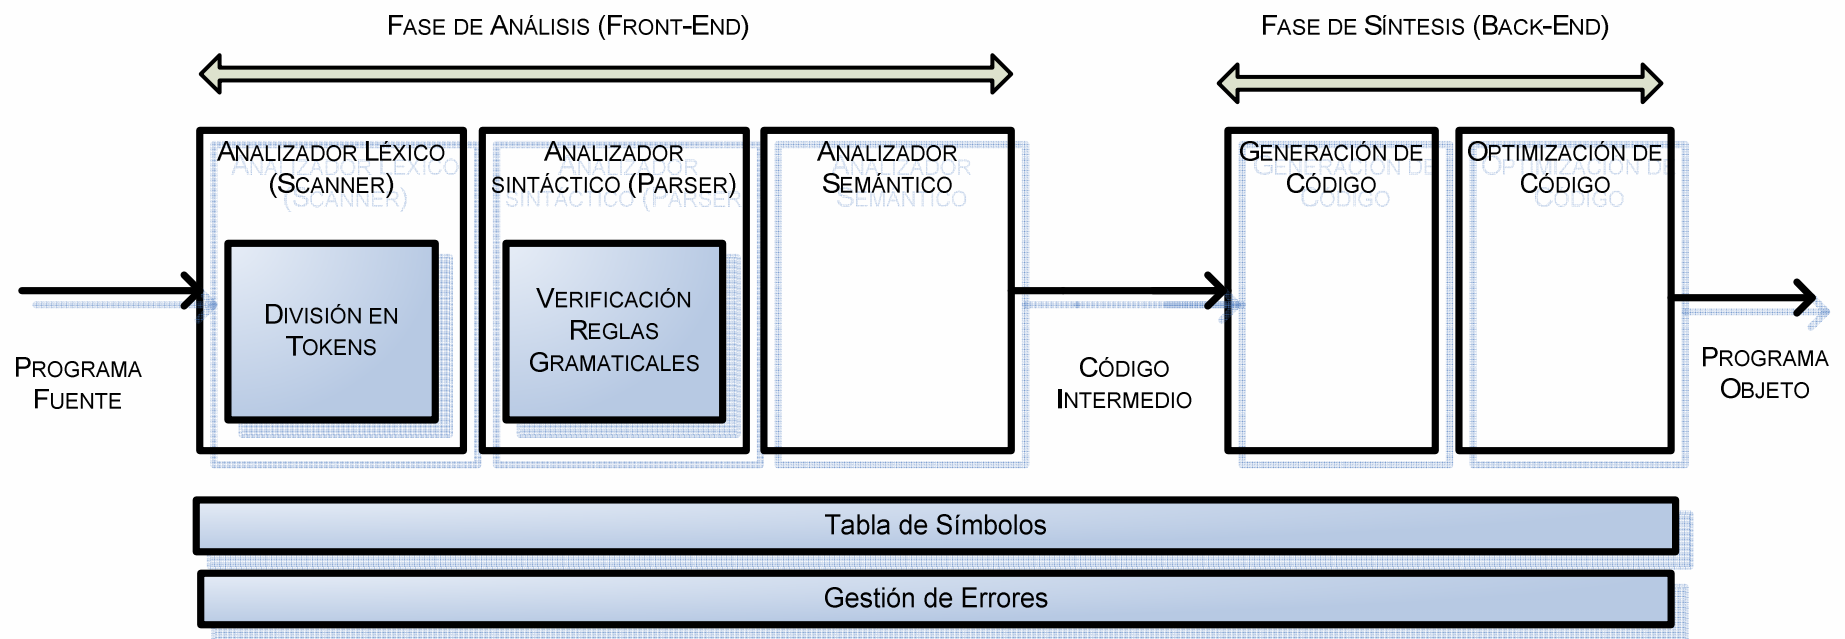 FASE DE ANÁLISIS (FRONT-END)
FASE DE SÍNTESIS (BACK-END)
ANALIZADOR LÉXICO
(SCANNER)
ANALIZADOR
SINTÁCTICO (PARSER)
ANALIZADOR
SEMÁNTICO
GENERACIÓN DE
CÓDIGO
OPTIMIZACIÓN DE
CÓDIGO
DIVISIÓN EN
TOKENS
VERIFICACIÓN
REGLAS
GRAMATICALES
PROGRAMA
FUENTE
CÓDIGO
INTERMEDIO
PROGRAMA
OBJETO
Tabla de Símbolos
Gestión de Errores